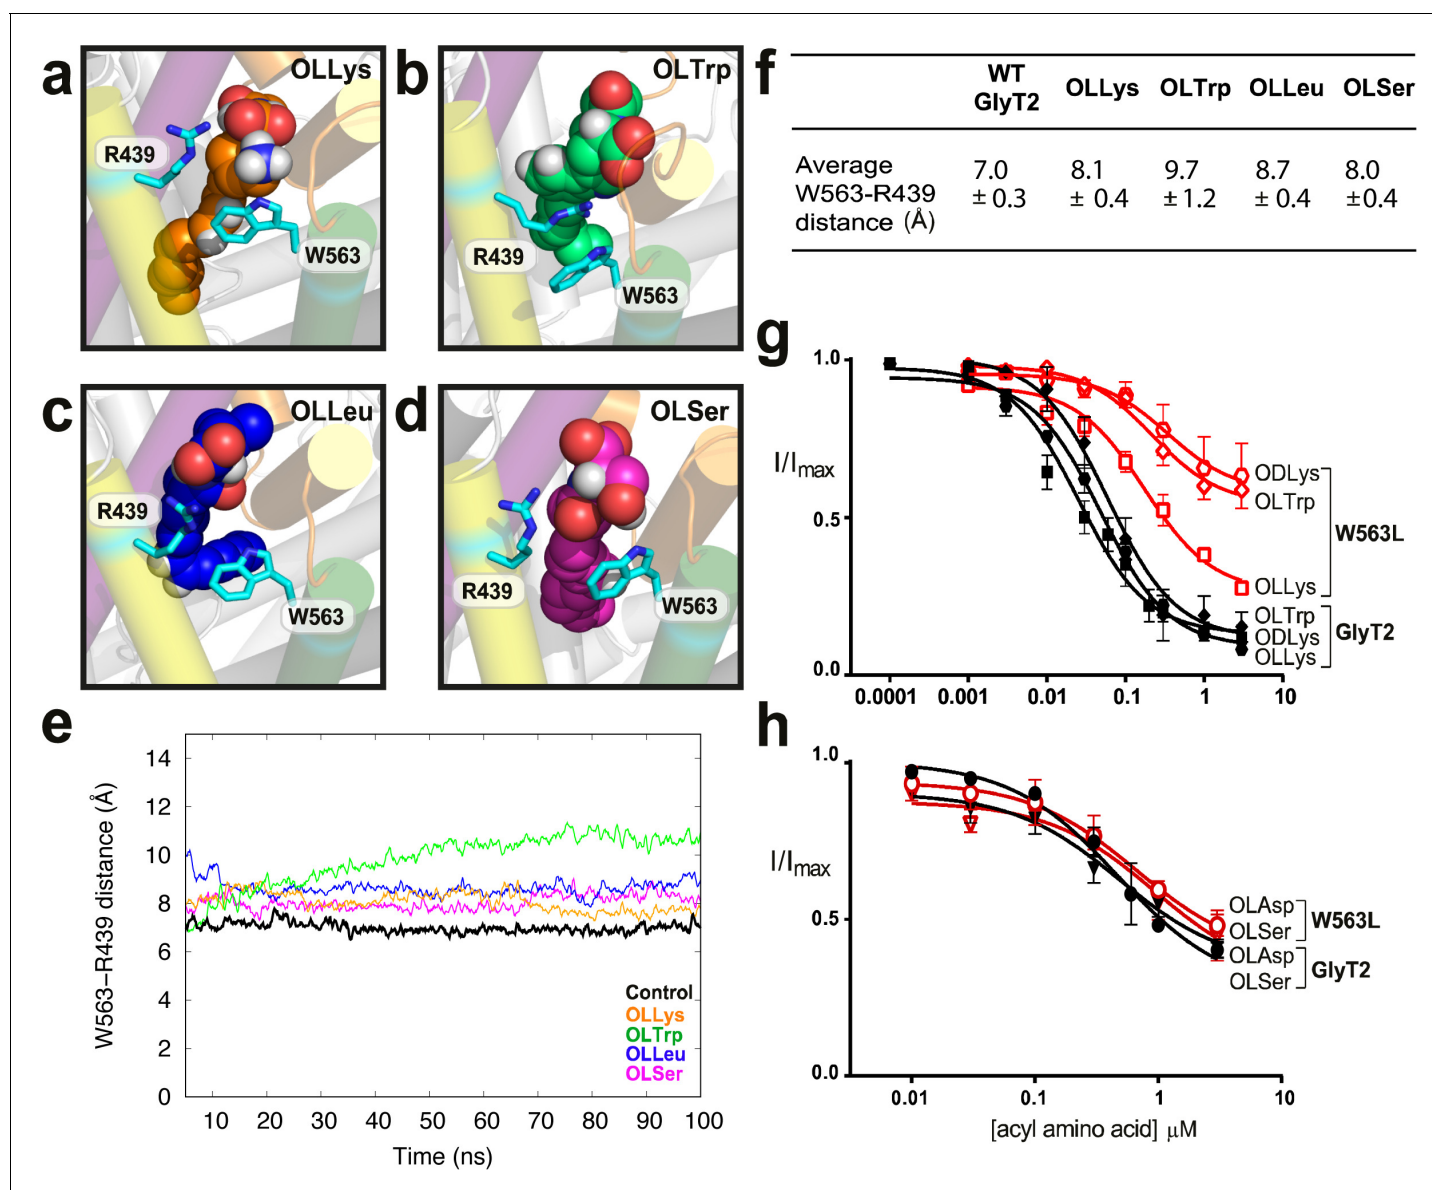 a
OLLys
R439
W563
b
OLTrp
R439
W563
c
OLLeu
R439
W563
d
OLSer
R439
W563
e
W563–R439 distance (Å)
14
12
10
8
6
4
2
0
10 20 30 40 50 60 70 80 90 100
Time (ns)
Control
OLLys
OLTrp
OLLeu
OLSer
f
WT GlyT2 OLLys OLTrp OLLeu OLSer
Average W563-R439 distance (Å)
7.0 8.1 9.7 8.7 8.0
± 0.3 ± 0.4 ± 1.2 ± 0.4 ±0.4
g
I/Imax
1.0
0.5
0.0
0.0001 0.001 0.01 0.1 1 10
ODLys
OLTrp
OLLys
W563L
OLTrp
ODLys
OLLys
GlyT2
h
I/Imax
1.0
0.5
0.0
0.01 0.1 1 10
[acyl amino acid] µM
OLAsp
OLSer
W563L
OLAsp
OLSer
GlyT2